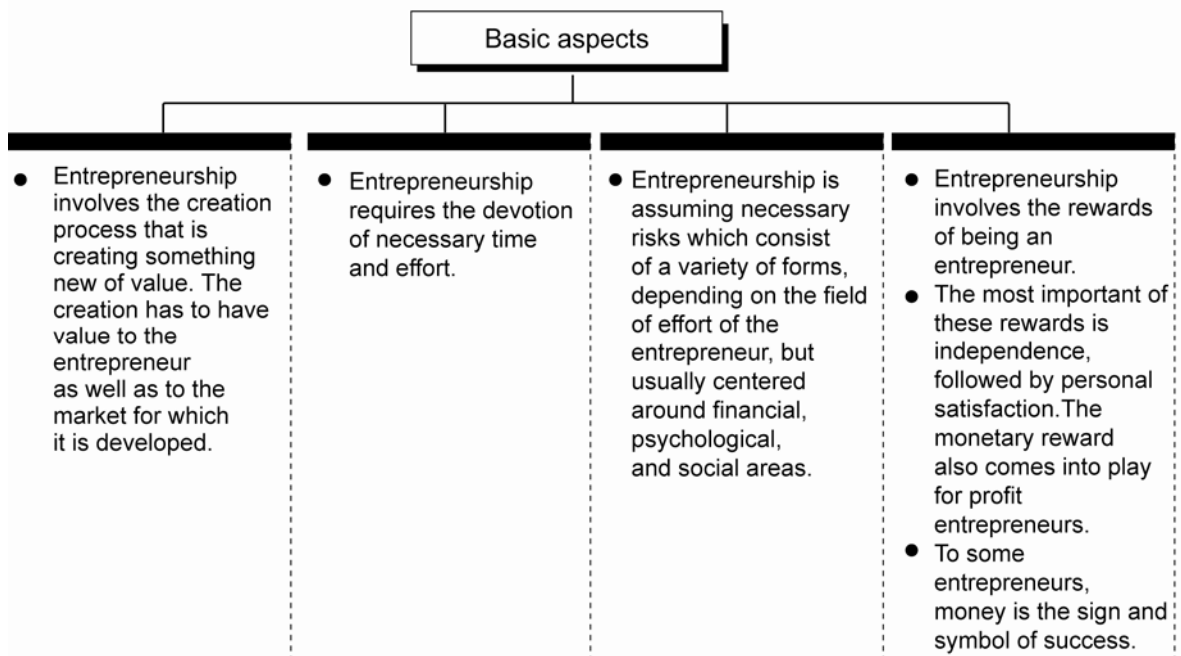 Basic aspects
● Entrepreneurship
involves the creation
process that is
creating something
new of value. The
creation has to have
value to the
entrepreneur
as well as to the
market for which
it is developed.
● Entrepreneurship
requires the devotion
of necessary time
and effort.
● Entrepreneurship is
assuming necessary
risks which consist
of a variety of forms,
depending on the field
of effort of the
entrepreneur, but
usually centered
around financial,
psychological,
and social areas.
● Entrepreneurship
involves the rewards
of being an
entrepreneur.
● The most important of
these rewards is
independence,
followed by personal
satisfaction.The
monetary reward
also comes into play
for profit
entrepreneurs.
● To some
entrepreneurs,
money is the sign and
symbol of success.